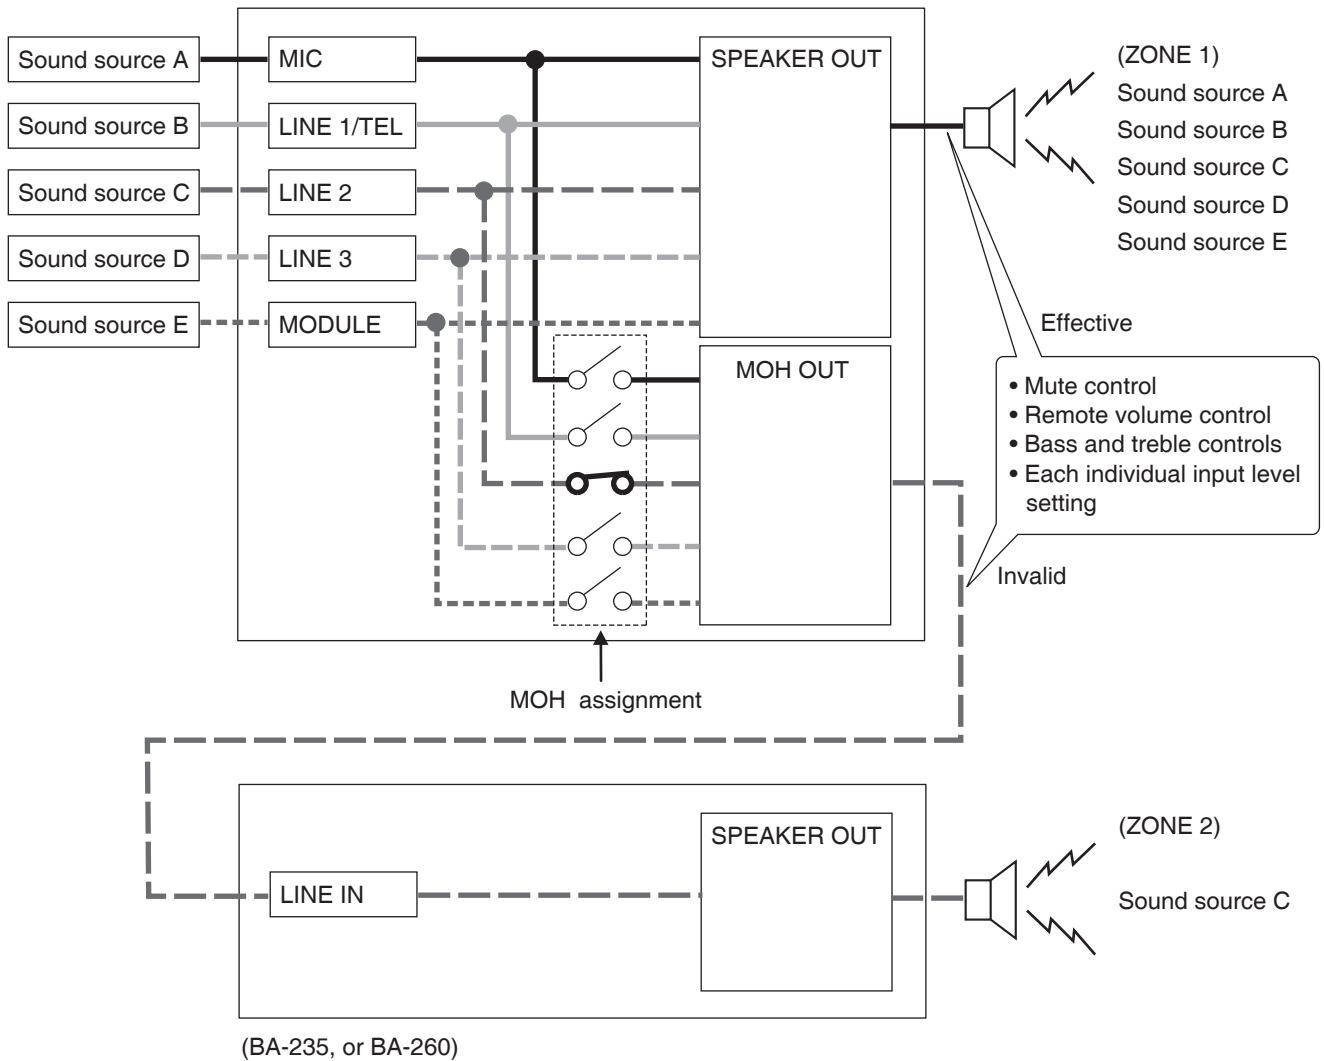 Sound source A
MIC
SPEAKER OUT
(ZONE 1)
Sound source A
Sound source B
Sound source C
Sound source D
Sound source E
Sound source B
LINE 1/TEL
Sound source C
LINE 2
Sound source D
LINE 3
Sound source E
MODULE
Effective
MOH OUT
• Mute control
• Remote volume control
• Bass and treble controls
• Each individual input level
setting
Invalid
MOH assignment
SPEAKER OUT
(ZONE 2)
LINE IN
Sound source C
(BA-235, or BA-260)